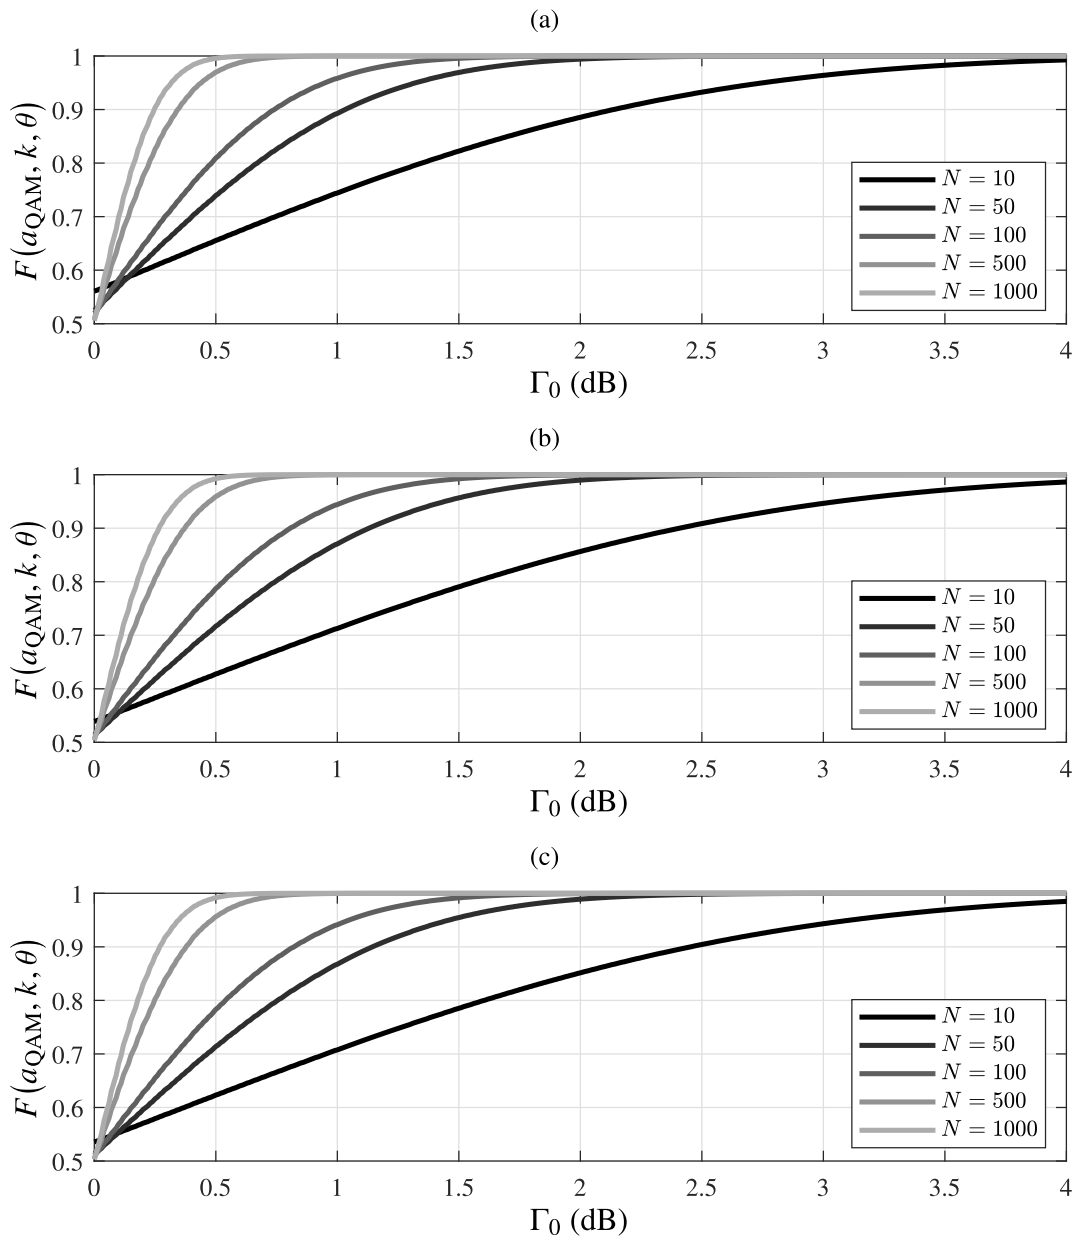 (a)
F(a_QAM, k, θ)
1
0.9
0.8
0.7
0.6
0.5
N = 10
N = 50
N = 100
N = 500
N = 1000
0 0.5 1 1.5 2 2.5 3 3.5 4
Γ₀ (dB)
(b)
F(a_QAM, k, θ)
1
0.9
0.8
0.7
0.6
0.5
N = 10
N = 50
N = 100
N = 500
N = 1000
0 0.5 1 1.5 2 2.5 3 3.5 4
Γ₀ (dB)
(c)
F(a_QAM, k, θ)
1
0.9
0.8
0.7
0.6
0.5
N = 10
N = 50
N = 100
N = 500
N = 1000
0 0.5 1 1.5 2 2.5 3 3.5 4
Γ₀ (dB)